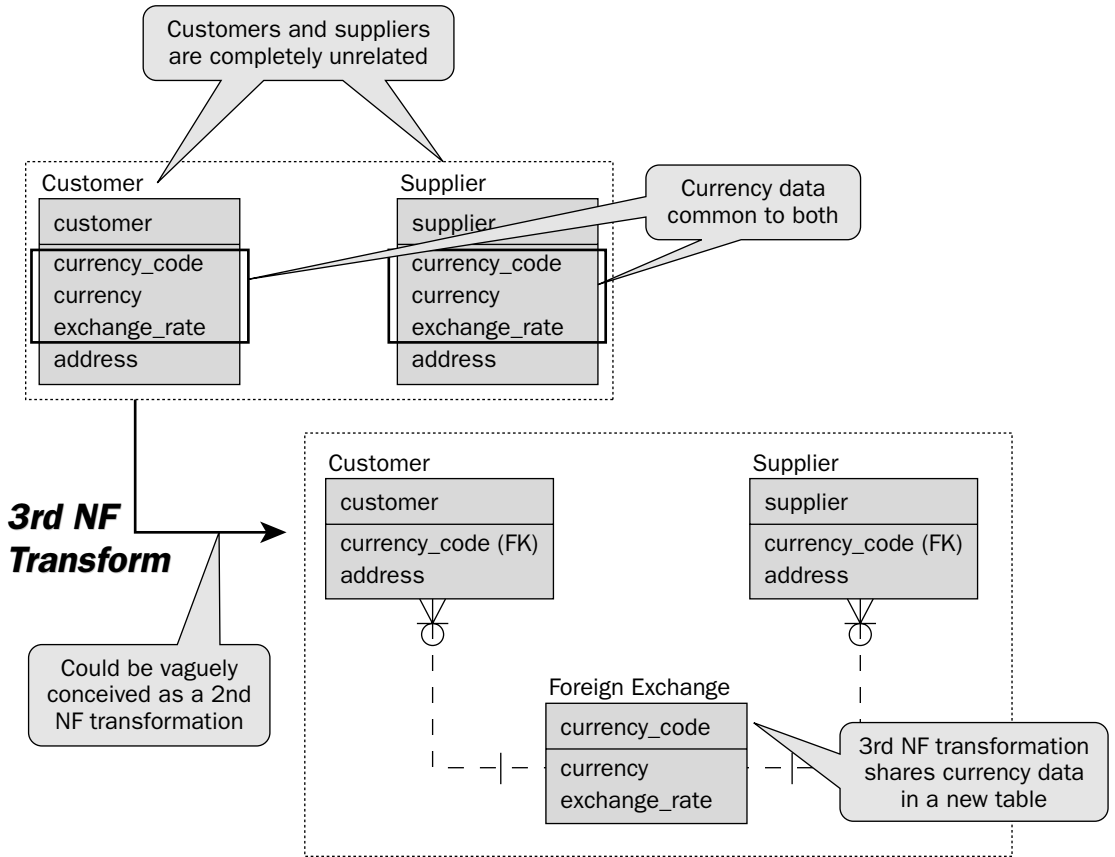 Customers and suppliers
are completely unrelated
Customer
customer
currency_code
currency
exchange_rate
address
Supplier
supplier
currency_code
currency
exchange_rate
address
Currency data
common to both
3rd NF
Transform
Could be vaguely
conceived as a 2nd
NF transformation
Customer
customer
currency_code (FK)
address
Supplier
supplier
currency_code (FK)
address
Foreign Exchange
currency_code
currency
exchange_rate
3rd NF transformation
shares currency data
in a new table